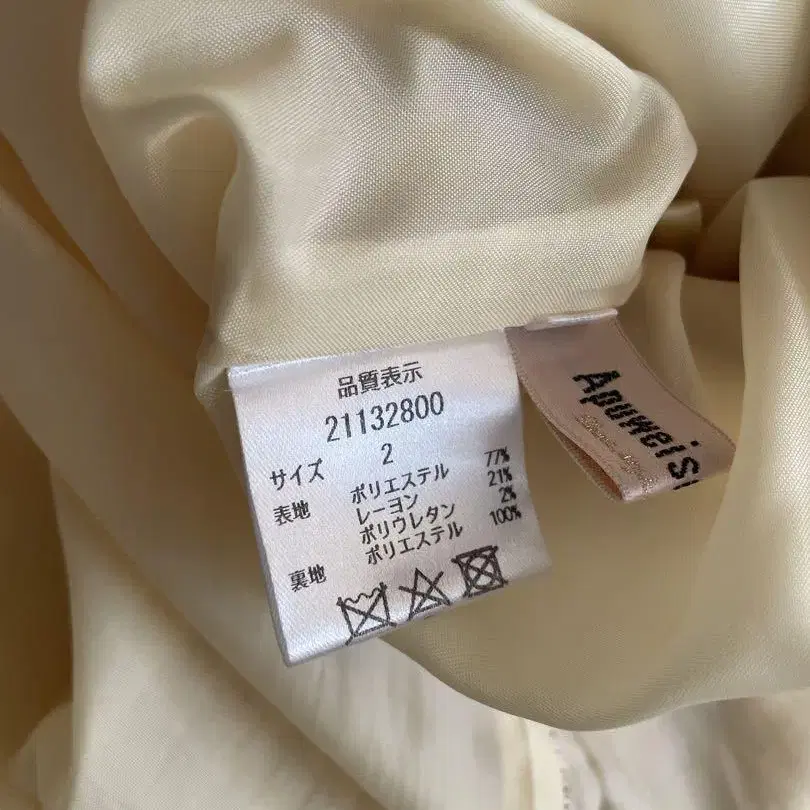 品質表示
21132800
サイズ 2
表地 ポリエステル 77%
レーヨン 21%
ポリウレタン 2%
裏地 ポリエステル 100%
Apuweis